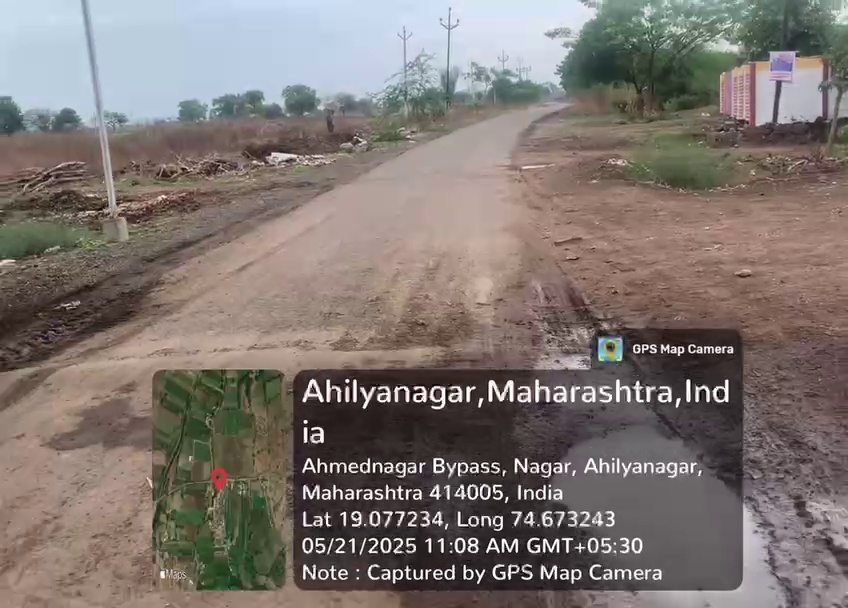 GPS Map Camera
Ahilyanagar,Maharashtra,Ind
ia
Ahmednagar Bypass, Nagar, Ahilyanagar,
Maharashtra 414005, India
Lat 19.077234, Long 74.673243
05/21/2025 11:08 AM GMT+05:30
Note : Captured by GPS Map Camera
Maps